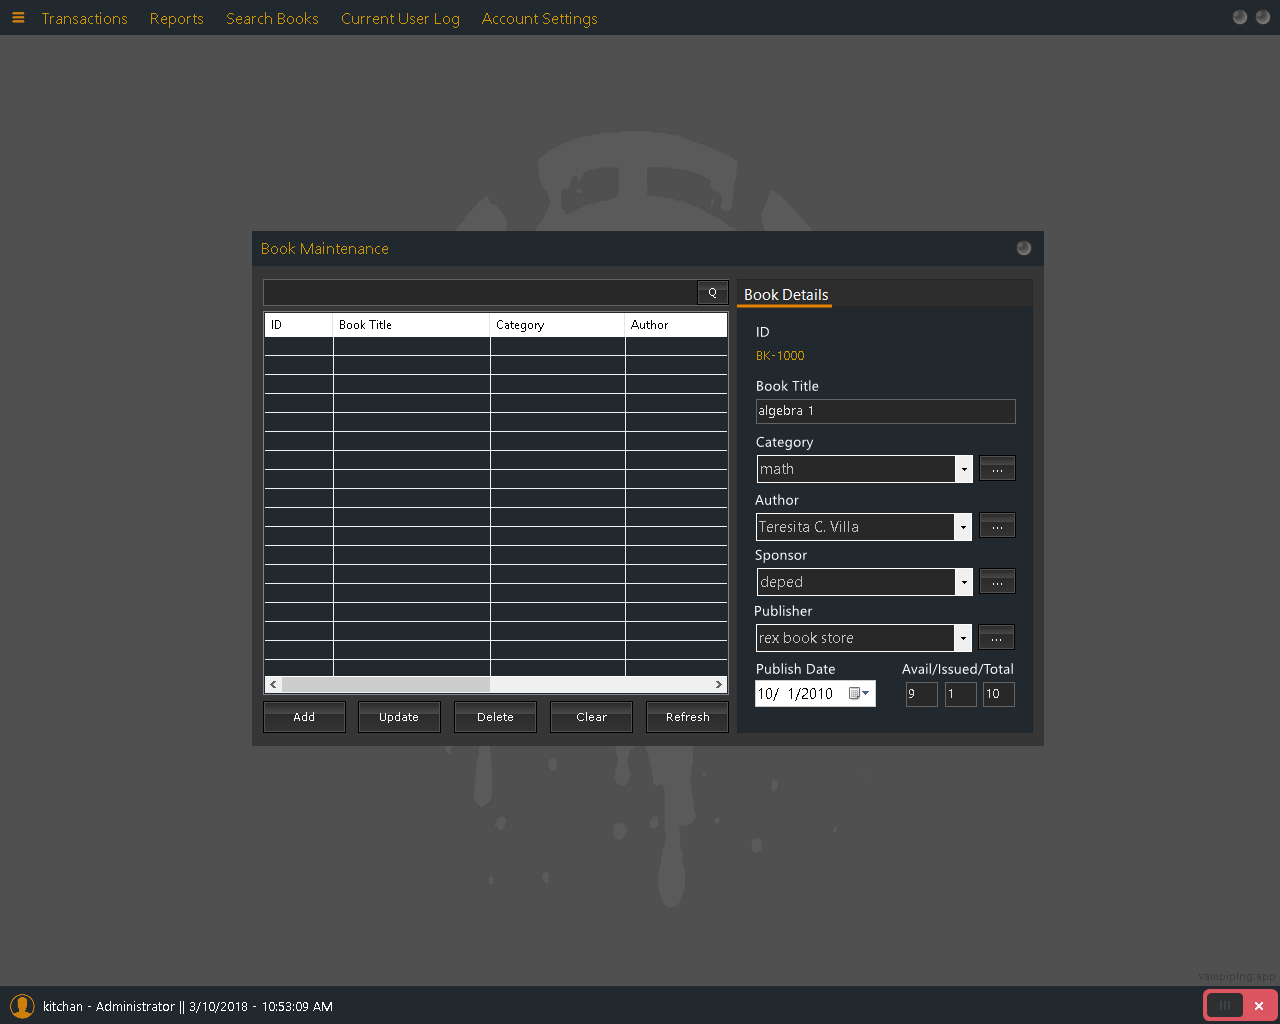 Transactions Reports Search Books Current User Log Account Settings
Book Maintenance
Q
ID Book Title Category Author
Add Update Delete Clear Refresh
Book Details
ID
BK-1000
Book Title
algebra 1
Category
math
...
Author
Teresita C. Villa
...
Sponsor
deped
...
Publisher
rex book store
...
Publish Date Avail/Issued/Total
10/ 1/2010 9 1 10
vampiping.app
kitchan - Administrator || 3/10/2018 - 10:53:09 AM